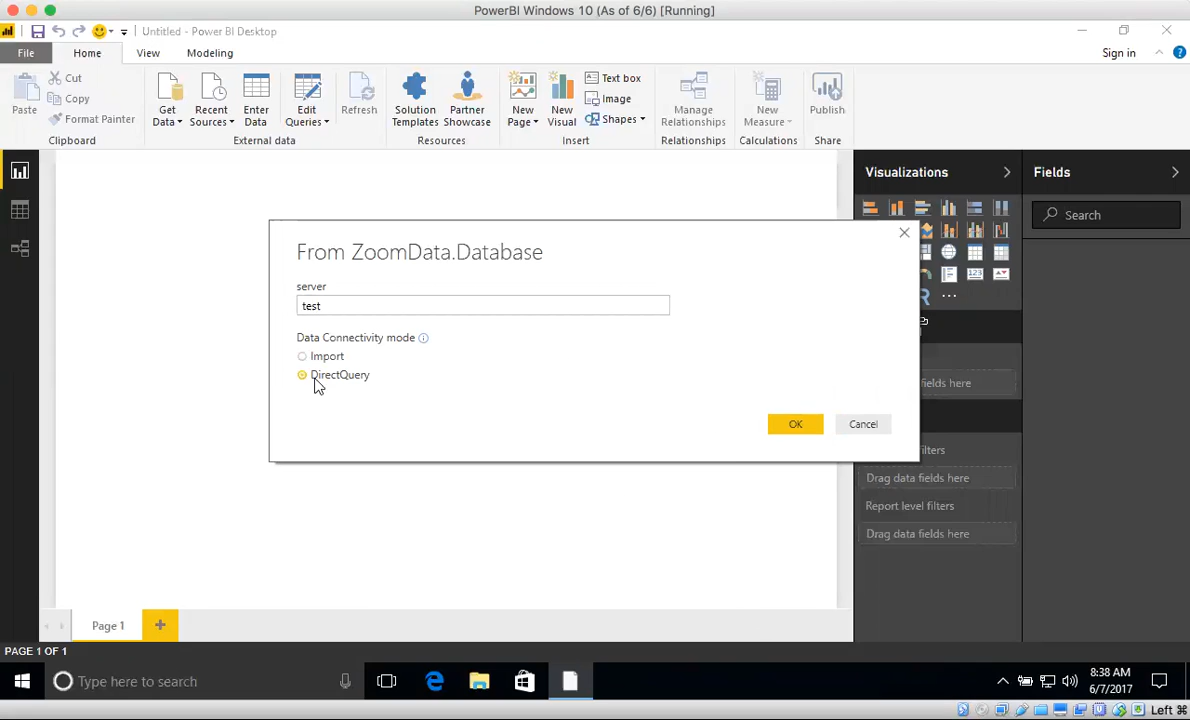 PowerBI Windows 10 (As of 6/6) [Running]
Untitled - Power BI Desktop
File
Home
View
Modeling
Sign in
Paste
Cut
Copy
Format Painter
Clipboard
Get Data
Recent Sources
Enter Data
Edit Queries
Refresh
External data
Solution Templates
Partner Showcase
Resources
New Page
New Visual
Text box
Image
Shapes
Insert
Manage Relationships
Relationships
New Measure
Calculations
Publish
Share
Visualizations
Fields
Search
From ZoomData.Database
server
test
Data Connectivity mode
Import
DirectQuery
OK
Cancel
fields here
filters
Drag data fields here
Report level filters
Drag data fields here
Page 1
PAGE 1 OF 1
Type here to search
8:38 AM
6/7/2017
Left ⌘